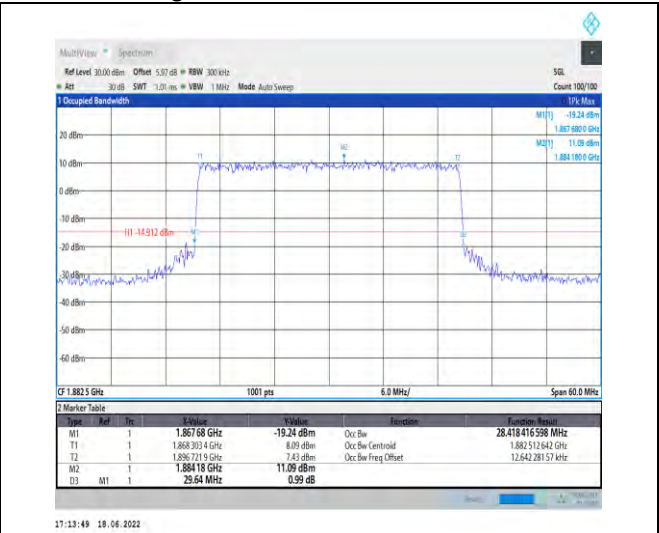 MultiView Spectrum
Ref Level 30.00 dBm Offset 5.97 dB RBW 300 kHz SGL
Att 30 dB SWT 1.01 ms VBW 1 MHz Mode Auto Sweep Count 100/100
1 Occupied Bandwidth 1Pk Max
M1[1] -19.24 dBm
1.867 680 0 GHz
M2[1] 11.09 dBm
1.884 180 0 GHz
20 dBm
M2
T1 T2
10 dBm
0 dBm
-10 dBm
H1 -14.912 dBm M1
-20 dBm
-30 dBm
-40 dBm
-50 dBm
-60 dBm
CF 1.882 5 GHz 1001 pts 6.0 MHz/ Span 60.0 MHz
2 Marker Table
Type Ref Trc X-Value Y-Value Function Function Result
M1 1 1.867 68 GHz -19.24 dBm Occ Bw 28.418 416 598 MHz
T1 1 1.868 303 4 GHz 8.09 dBm Occ Bw Centroid 1.882 512 642 GHz
T2 1 1.896 721 9 GHz 7.43 dBm Occ Bw Freq Offset 12.642 281 57 kHz
M2 1 1.884 18 GHz 11.09 dBm
D3 M1 1 29.64 MHz 0.99 dB
17:13:49 18.06.2022